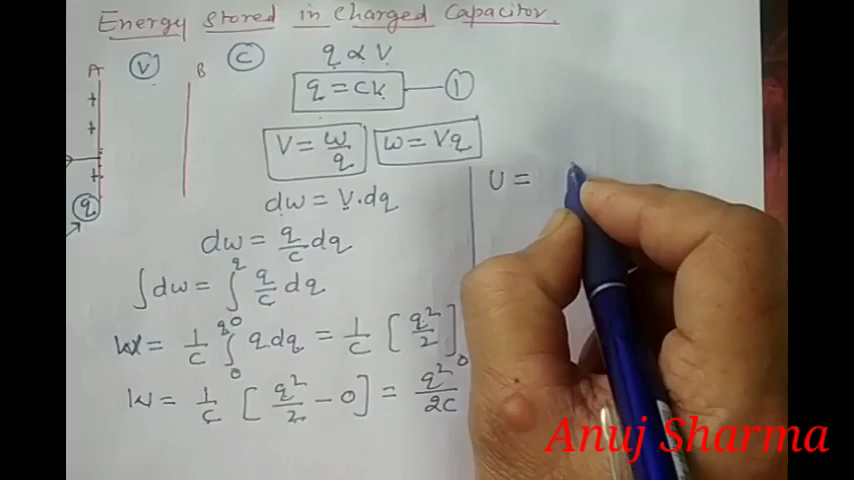 Energy stored in Charged Capacitor.
A V B C q ∝ V
q = CV — 1
V = w/q w = Vq
dw = V.dq U =
dw = q/c dq
∫dw = ∫₀^q q/c dq
W = 1/c ∫₀^q q dq = 1/c [q²/2]₀^q
W = 1/c [q²/2 - 0] = q²/2c
+
+
+
q
Anuj Sharma